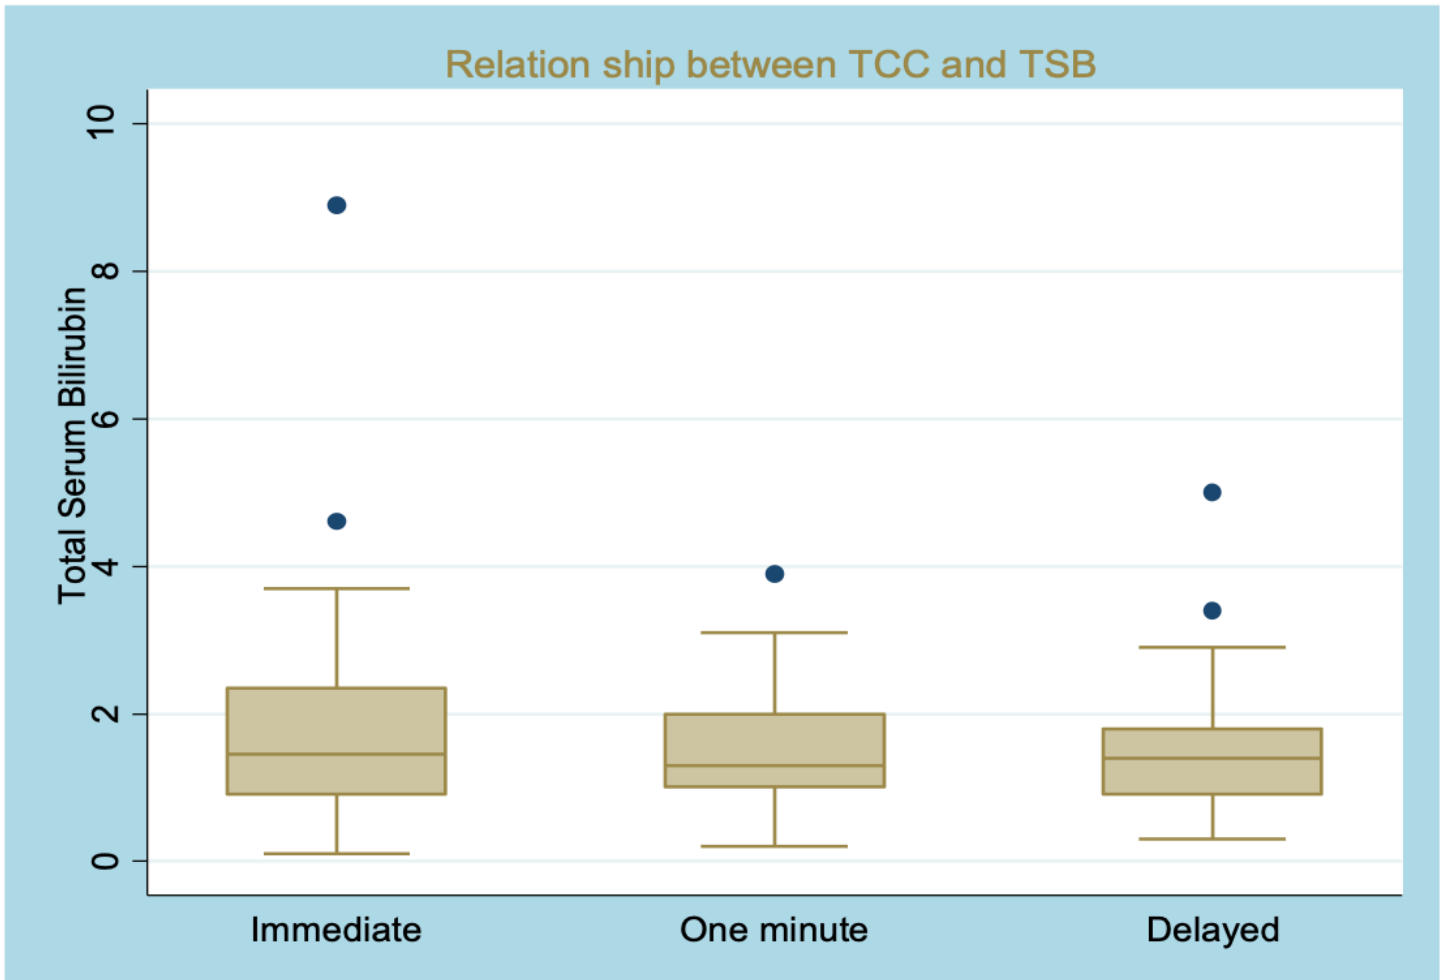 Relation ship between TCC and TSB
Total Serum Bilirubin
10
8
6
4
2
0
Immediate
One minute
Delayed